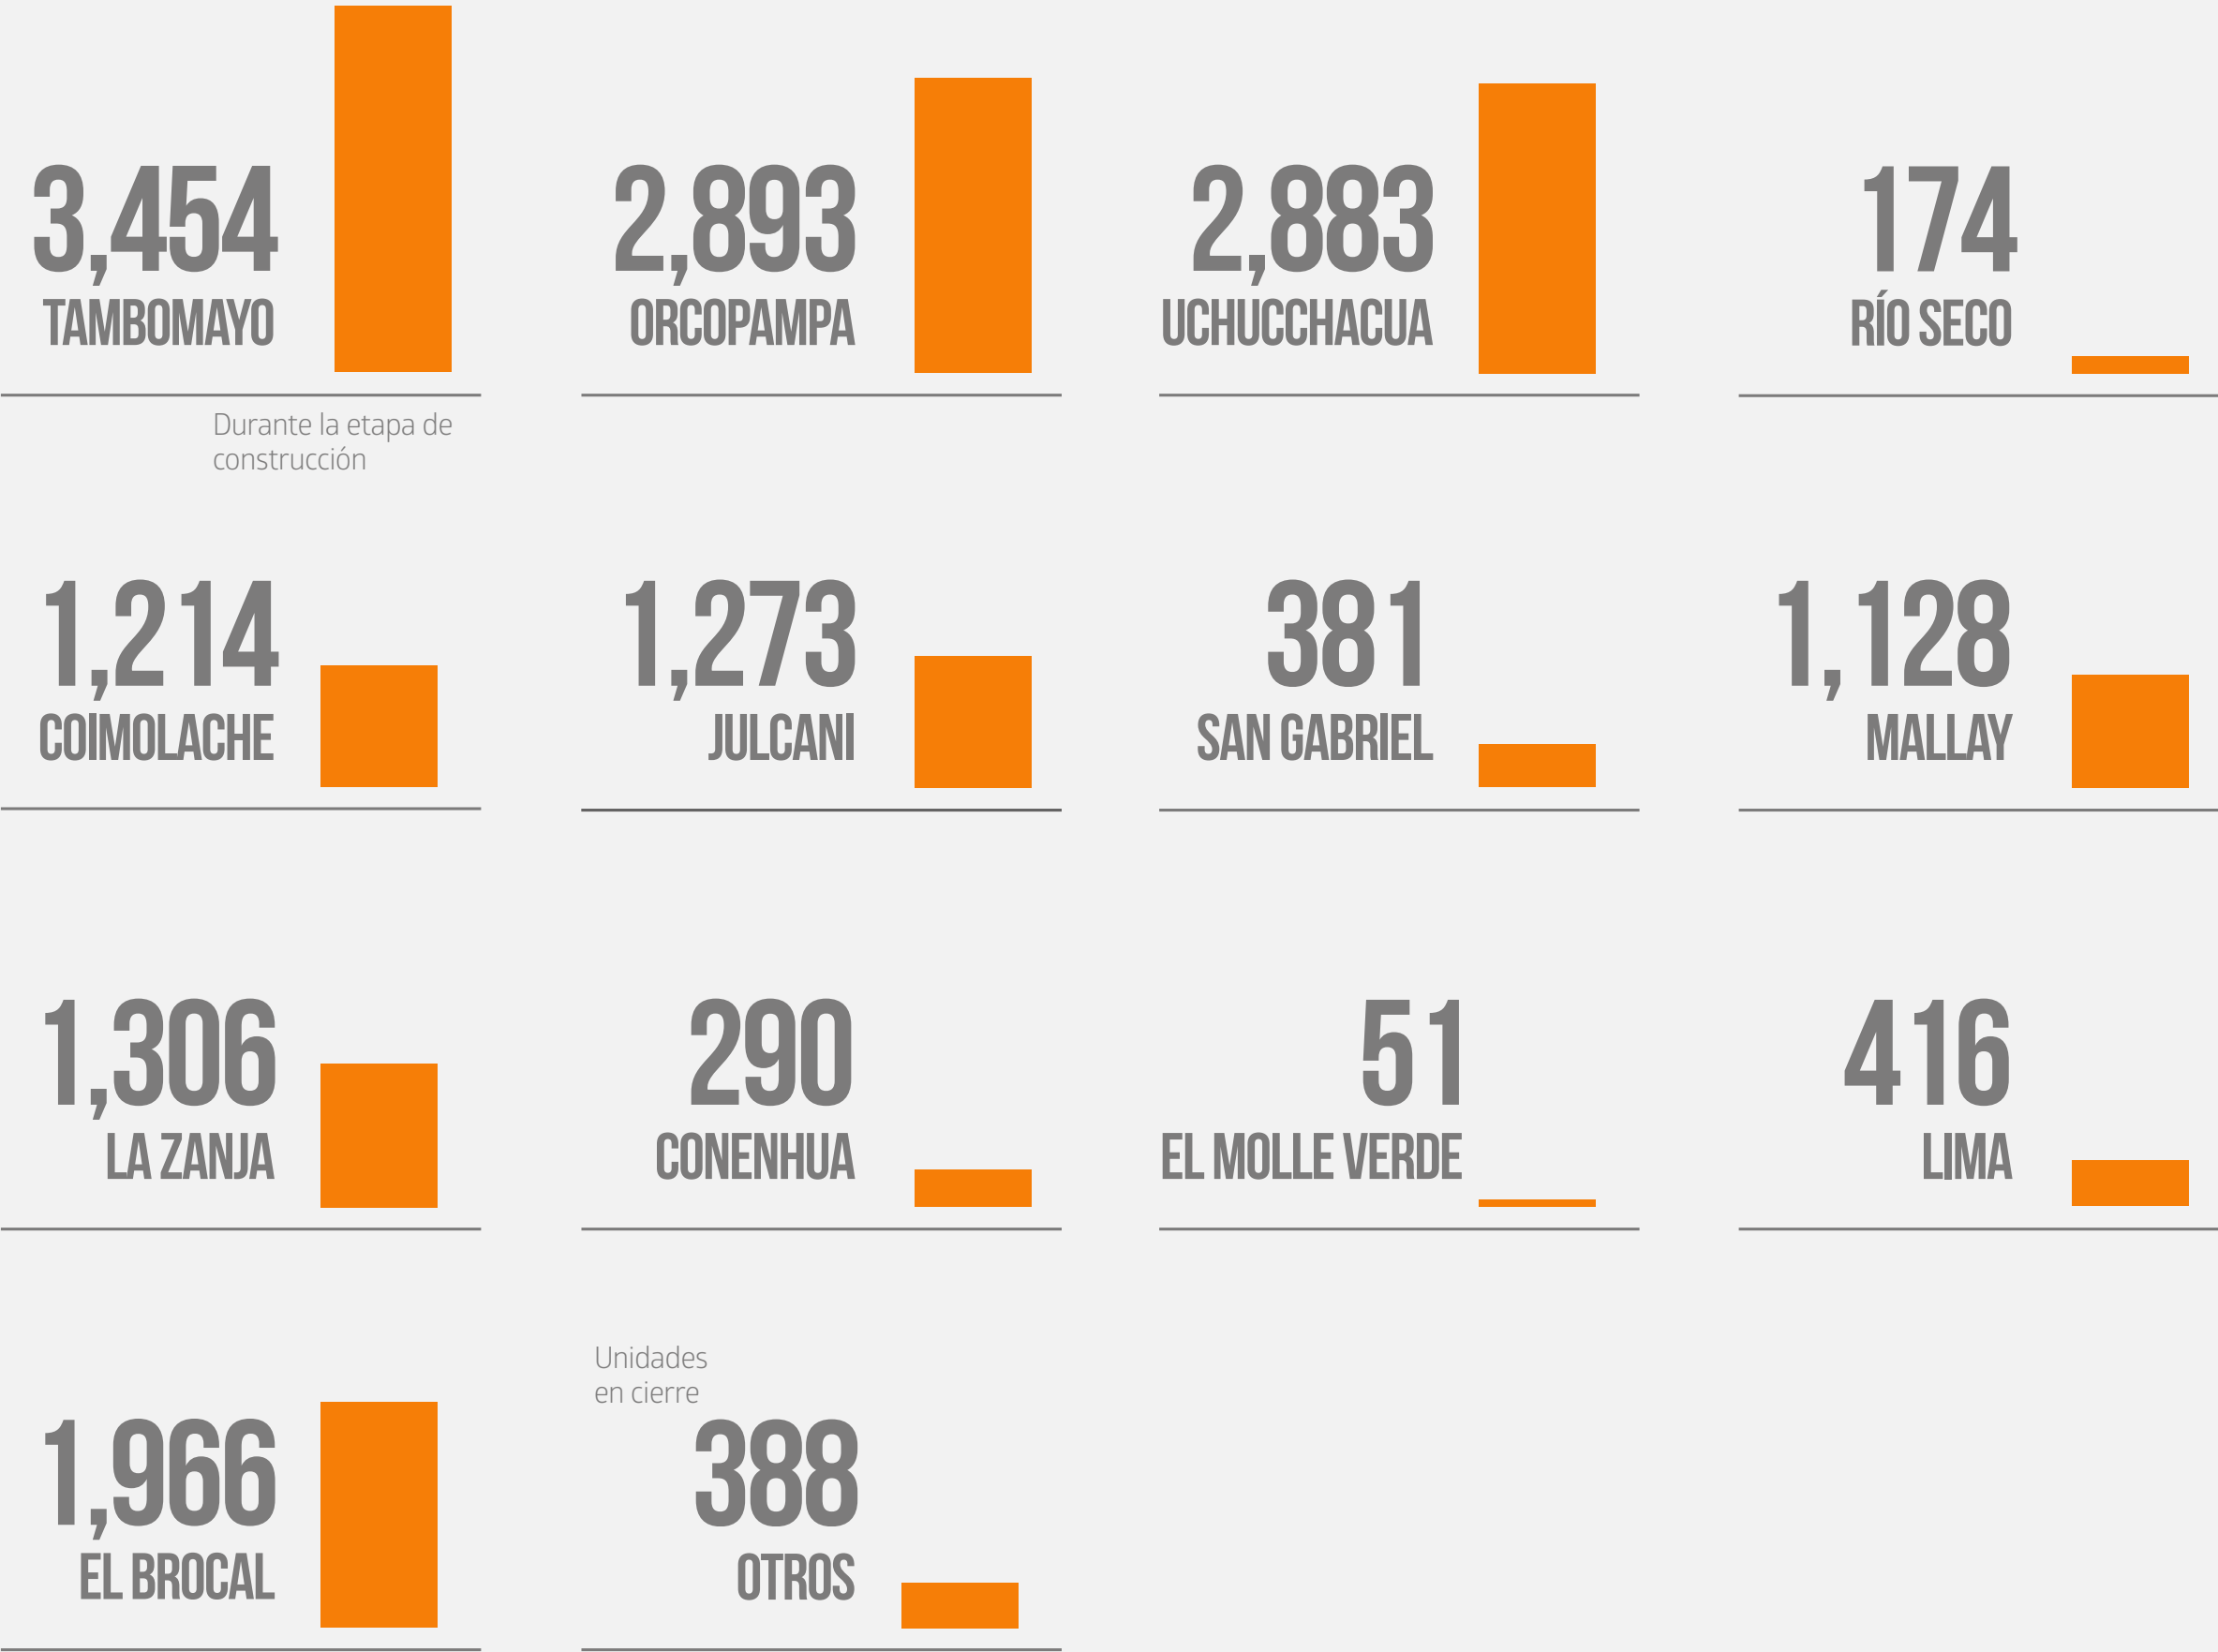 3,454
TAMBOMAYO
Durante la etapa de
construcción
2,893
ORCOPAMPA
2,883
UCHUCCHACUA
174
RÍO SECO
1,214
COIMOLACHE
1,273
JULCANI
381
SAN GABRIEL
1,128
MALLAY
1,306
LA ZANJA
290
CONENHUA
51
EL MOLLE VERDE
416
LIMA
1,966
EL BROCAL
Unidades
en cierre
388
OTROS